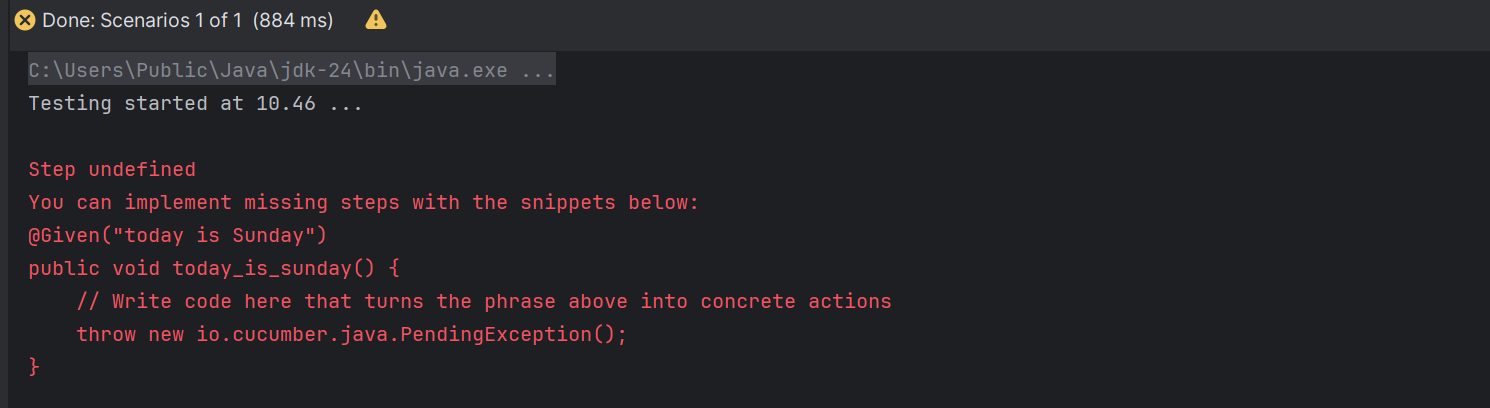 Done: Scenarios 1 of 1 (884 ms)
C:\Users\Public\Java\jdk-24\bin\java.exe ...
Testing started at 10.46 ...
Step undefined
You can implement missing steps with the snippets below:
@Given("today is Sunday")
public void today_is_sunday() {
    // Write code here that turns the phrase above into concrete actions
    throw new io.cucumber.java.PendingException();
}